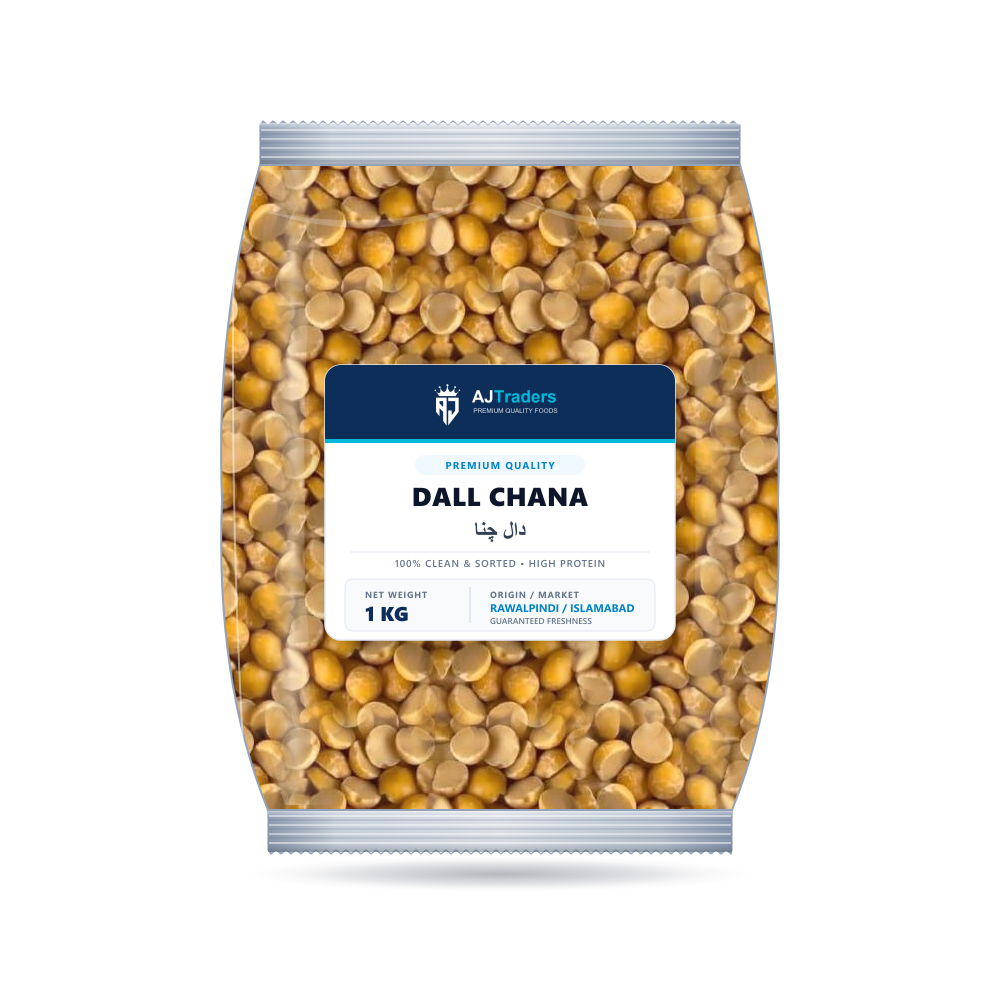 AJTraders
PREMIUM QUALITY FOODS
PREMIUM QUALITY
DALL CHANA
دال چنا
100% CLEAN & SORTED • HIGH PROTEIN
NET WEIGHT
1 KG
ORIGIN / MARKET
RAWALPINDI / ISLAMABAD
GUARANTEED FRESHNESS